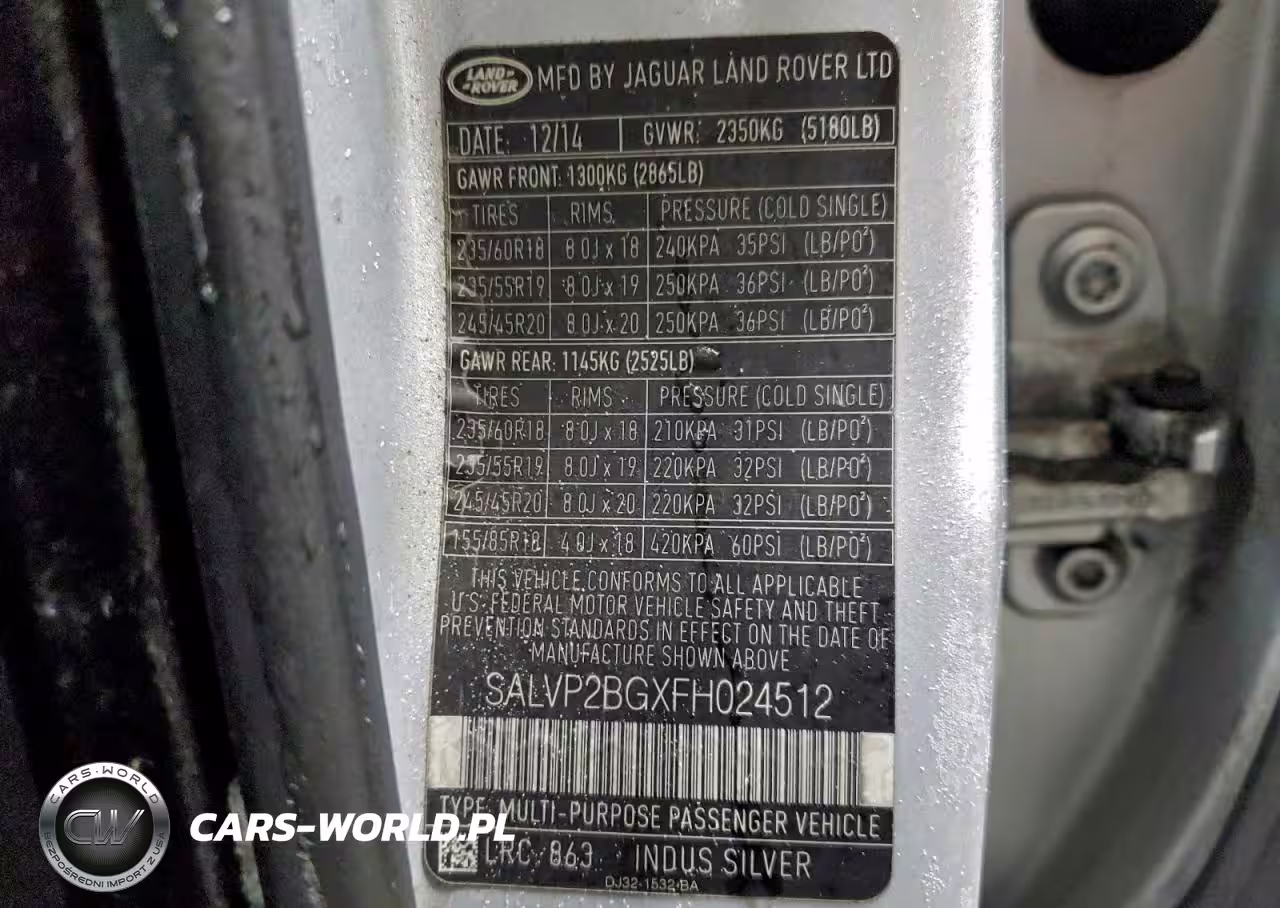 LAND ROVER MFD BY JAGUAR LAND ROVER LTD
DATE: 12/14 GVWR: 2350KG (5180LB)
GAWR FRONT: 1300KG (2865LB)
TIRES RIMS PRESSURE (COLD SINGLE)
235/60R18 8.0J x 18 240KPA 35PSI (LB/PO²)
235/55R19 8.0J x 19 250KPA 36PSI (LB/PO²)
245/45R20 8.0J x 20 250KPA 36PSI (LB/PO²)
GAWR REAR: 1145KG (2525LB)
TIRES RIMS PRESSURE (COLD SINGLE)
235/60R18 8.0J x 18 210KPA 31PSI (LB/PO²)
235/55R19 8.0J x 19 220KPA 32PSI (LB/PO²)
245/45R20 8.0J x 20 220KPA 32PSI (LB/PO²)
155/85R18 4.0J x 18 420KPA 60PSI (LB/PO²)
THIS VEHICLE CONFORMS TO ALL APPLICABLE
U.S. FEDERAL MOTOR VEHICLE SAFETY AND THEFT
PREVENTION STANDARDS IN EFFECT ON THE DATE OF
MANUFACTURE SHOWN ABOVE
SALVP2BGXFH024512
TYPE: MULTI-PURPOSE PASSENGER VEHICLE
LRC 863 INDUS SILVER
DJ32-1532-BA
CARS-WORLD
CW
BEZPOŚREDNI IMPORT Z USA
CARS-WORLD.PL